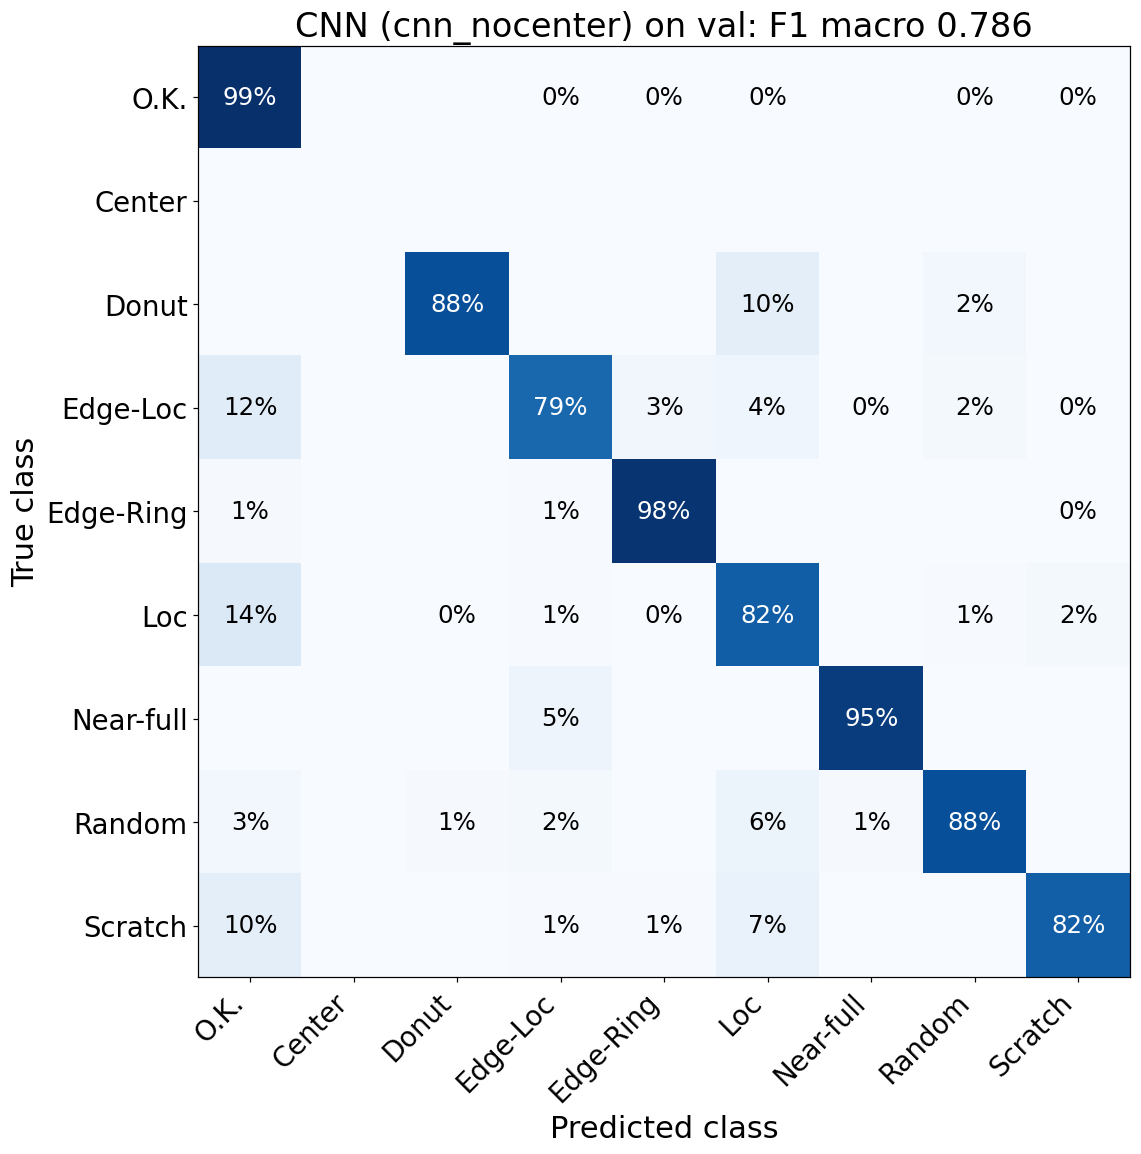 CNN (cnn_nocenter) on val: F1 macro 0.786
O.K. 99% 0% 0% 0% 0% 0%
Center
Donut 88% 10% 2%
Edge-Loc 12% 79% 3% 4% 0% 2% 0%
Edge-Ring 1% 1% 98% 0%
Loc 14% 0% 1% 0% 82% 1% 2%
Near-full 5% 95%
Random 3% 1% 2% 6% 1% 88%
Scratch 10% 1% 1% 7% 82%
True class
O.K. Center Donut Edge-Loc Edge-Ring Loc Near-full Random Scratch
Predicted class